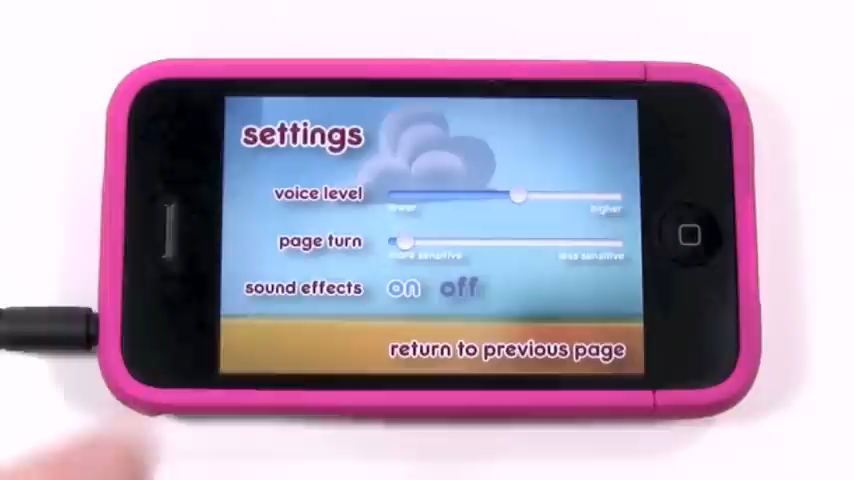 settings
voice level
lower higher
page turn
more sensitive less sensitive
sound effects on off
return to previous page